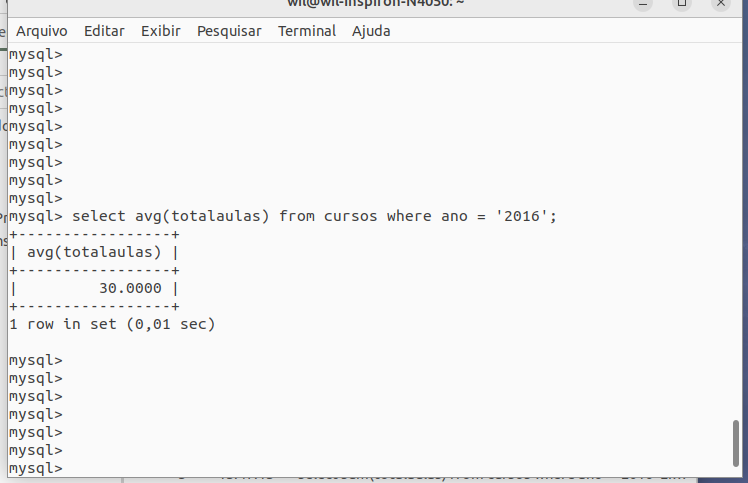 wil@wil-Inspiron-N4050: ~
Arquivo Editar Exibir Pesquisar Terminal Ajuda
mysql>
mysql>
mysql>
mysql>
mysql>
mysql>
mysql>
mysql>
mysql>
mysql> select avg(totalaulas) from cursos where ano = '2016';
+-----------------+
| avg(totalaulas) |
+-----------------+
|         30.0000 |
+-----------------+
1 row in set (0,01 sec)
mysql>
mysql>
mysql>
mysql>
mysql>
mysql>
mysql>